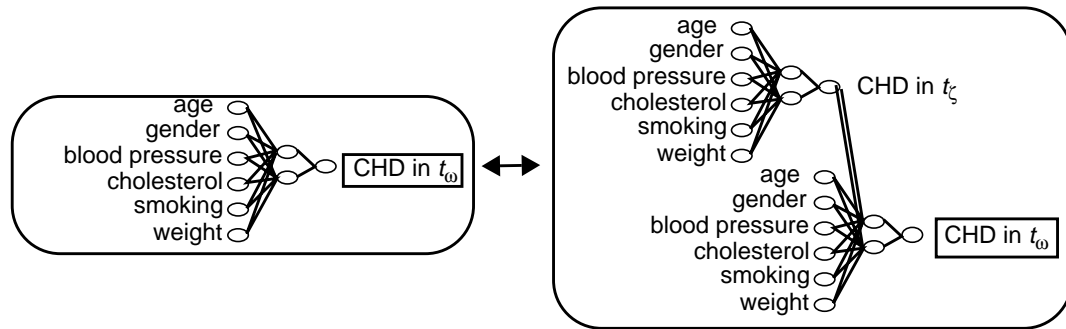 age
gender
blood pressure
cholesterol
smoking
weight
CHD in tω
age
gender
blood pressure
cholesterol
smoking
weight
CHD in tζ
age
gender
blood pressure
cholesterol
smoking
weight
CHD in tω